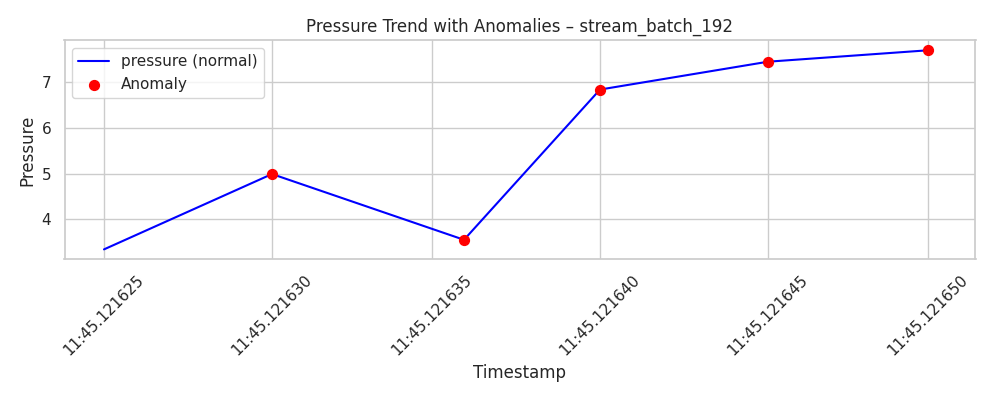 Pressure Trend with Anomalies – stream_batch_192
pressure (normal)
Anomaly
Pressure
7
6
5
4
11:45.121625
11:45.121630
11:45.121635
11:45.121640
11:45.121645
11:45.121650
Timestamp